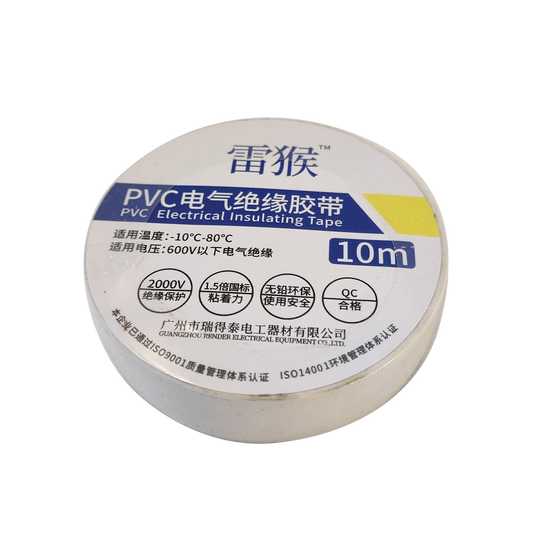 雷猴™
PVC电气绝缘胶带
PVC Electrical Insulating Tape
适用温度:-10℃-80℃
适用电压:600V以下电气绝缘
10m
2000V
绝缘保护
1.5倍国标
粘着力
无铅环保
使用安全
QC
合格
广州市瑞得泰电工器材有限公司
GUANGZHOU RENDER ELECTRICAL EQUIPMENT CO.,LTD.
本企业已通过ISO9001质量管理体系认证 ISO14001环境管理体系认证